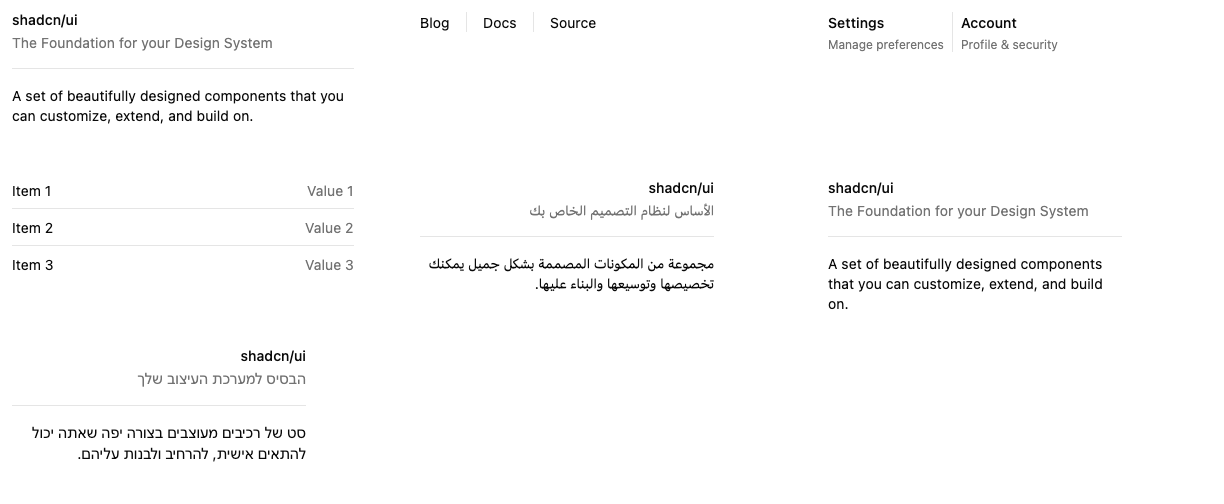 shadcn/ui
The Foundation for your Design System
A set of beautifully designed components that you
can customize, extend, and build on.
Blog
Docs
Source
Settings
Manage preferences
Account
Profile & security
Item 1
Value 1
Item 2
Value 2
Item 3
Value 3
shadcn/ui
الأساس لنظام التصميم الخاص بك
مجموعة من المكونات المصممة بشكل جميل يمكنك
تخصيصها وتوسيعها والبناء عليها.
shadcn/ui
The Foundation for your Design System
A set of beautifully designed components
that you can customize, extend, and build
on.
shadcn/ui
הבסיס למערכת העיצוב שלך
סט של רכיבים מעוצבים בצורה יפה שאתה יכול
להתאים אישית, להרחיב ולבנות עליהם.